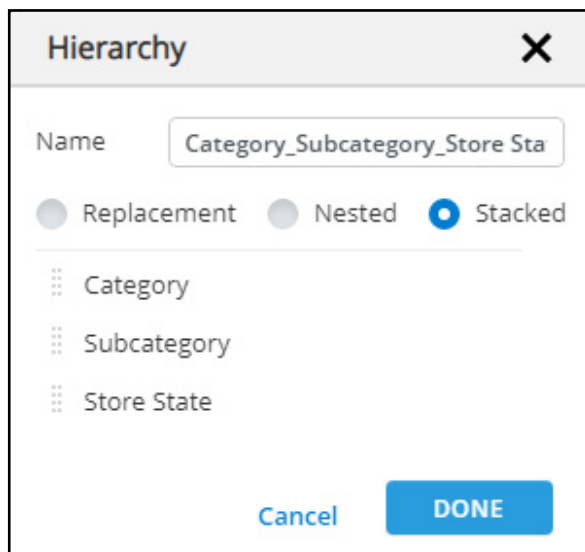 Hierarchy
Name Category_Subcategory_Store Sta
Replacement Nested Stacked
Category
Subcategory
Store State
Cancel DONE